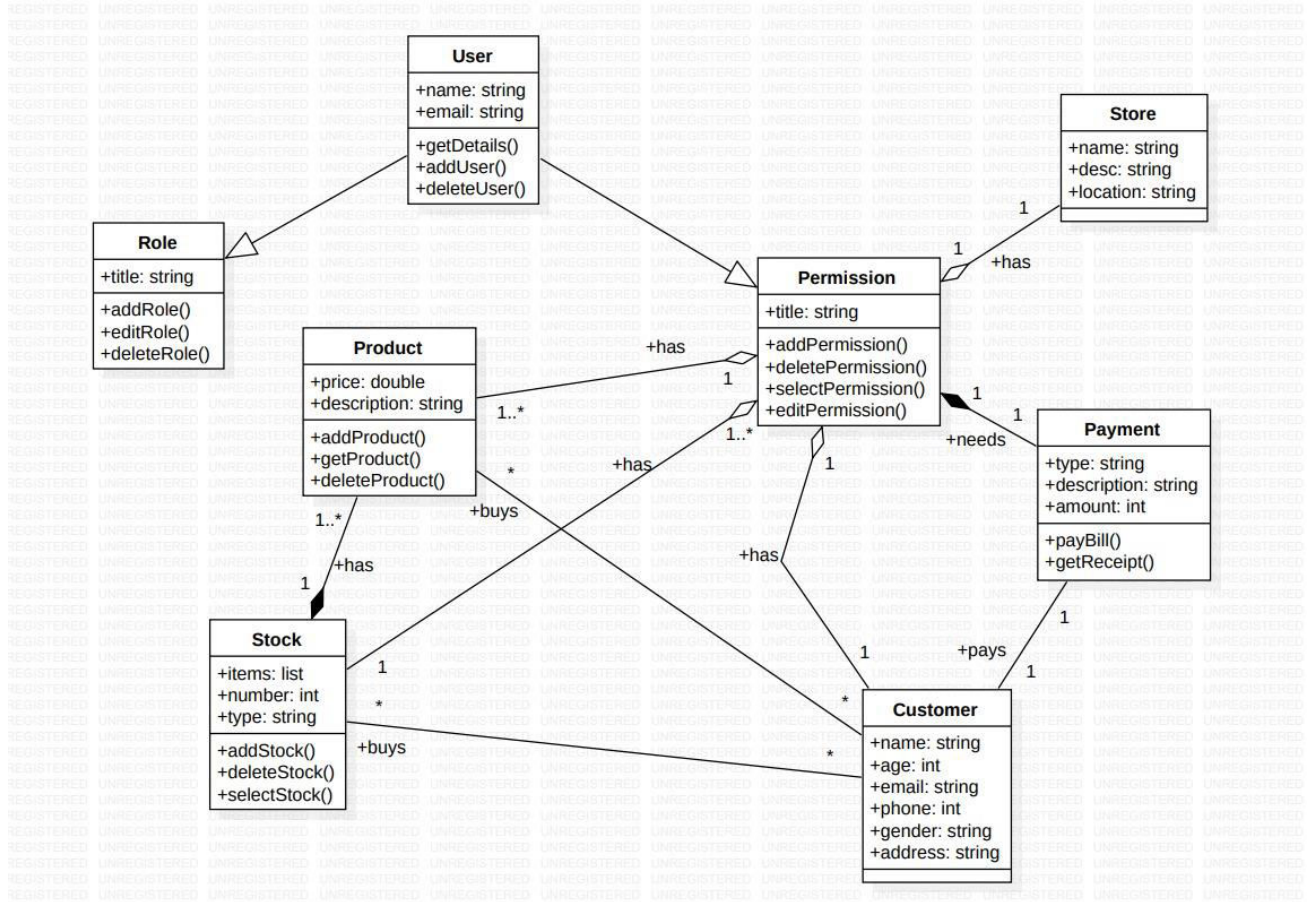 User
+name: string
+email: string
+getDetails()
+addUser()
+deleteUser()
Store
+name: string
+desc: string
+location: string
Role
+title: string
+addRole()
+editRole()
+deleteRole()
Permission
+title: string
+addPermission()
+deletePermission()
+selectPermission()
+editPermission()
1
1
+has
Product
+price: double
+description: string
+addProduct()
+getProduct()
+deleteProduct()
+has
1
1..*
1..*
+has
1
*
+buys
*
1
+has
1
1
1
+needs
Payment
+type: string
+description: string
+amount: int
+payBill()
+getReceipt()
1..*
+has
1
1
+pays
1
Stock
+items: list
+number: int
+type: string
+addStock()
+deleteStock()
+selectStock()
*
+buys
*
Customer
+name: string
+age: int
+email: string
+phone: int
+gender: string
+address: string
UNREGISTERED